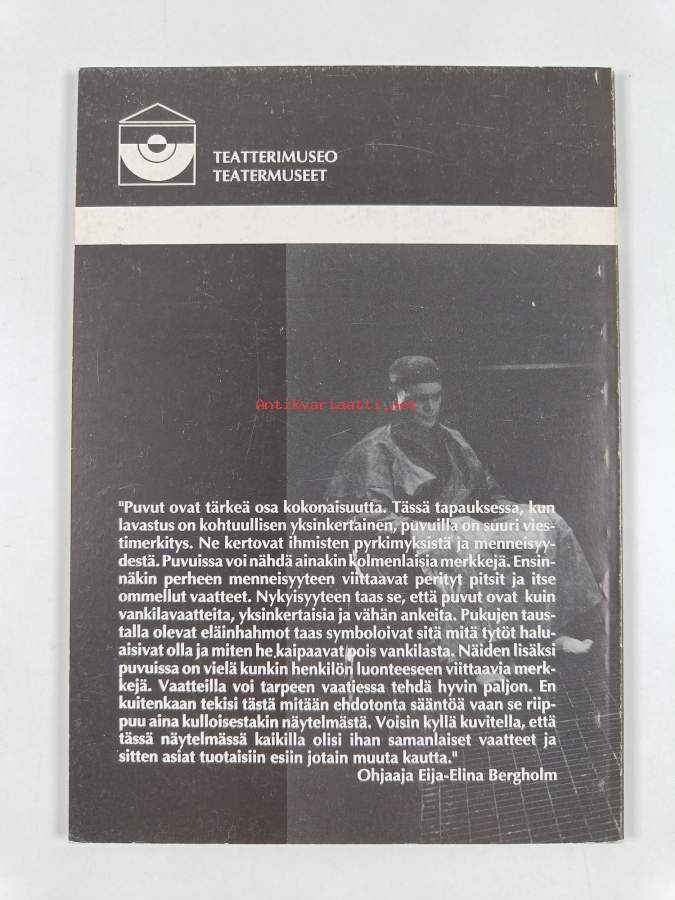 TEATTERIMUSEO
TEATERMUSEET
Antikvariaatti.net
"Puvut ovat tärkeä osa kokonaisuutta. Tässä tapauksessa, kun
lavastus on kohtuullisen yksinkertainen, puvuilla on suuri vies-
timerkitys. Ne kertovat ihmisten pyrkimyksistä ja menneisyy-
destä. Puvuissa voi nähdä ainakin kolmenlaisia merkkejä. Ensin-
näkin perheen menneisyyteen viittaavat perityt pitsit ja itse
ommellut vaatteet. Nykyisyyteen taas se, että puvut ovat kuin
vankilavaatteita, yksinkertaisia ja vähän ankeita. Pukujen taus-
talla olevat eläinhahmot taas symboloivat sitä mitä tytöt halu-
aisivat olla ja miten he kaipaavat pois vankilasta. Näiden lisäksi
puvuissa on vielä kunkin henkilön luonteeseen viittaavia merk-
kejä. Vaatteilla voi tarpeen vaatiessa tehdä hyvin paljon. En
kuitenkaan tekisi tästä mitään ehdotonta sääntöä vaan se riip-
puu aina kulloisestakin näytelmästä. Voisin kyllä kuvitella, että
tässä näytelmässä kaikilla olisi ihan samanlaiset vaatteet ja
sitten asiat tuotaisiin esiin jotain muuta kautta."
Ohjaaja Eija-Elina Bergholm